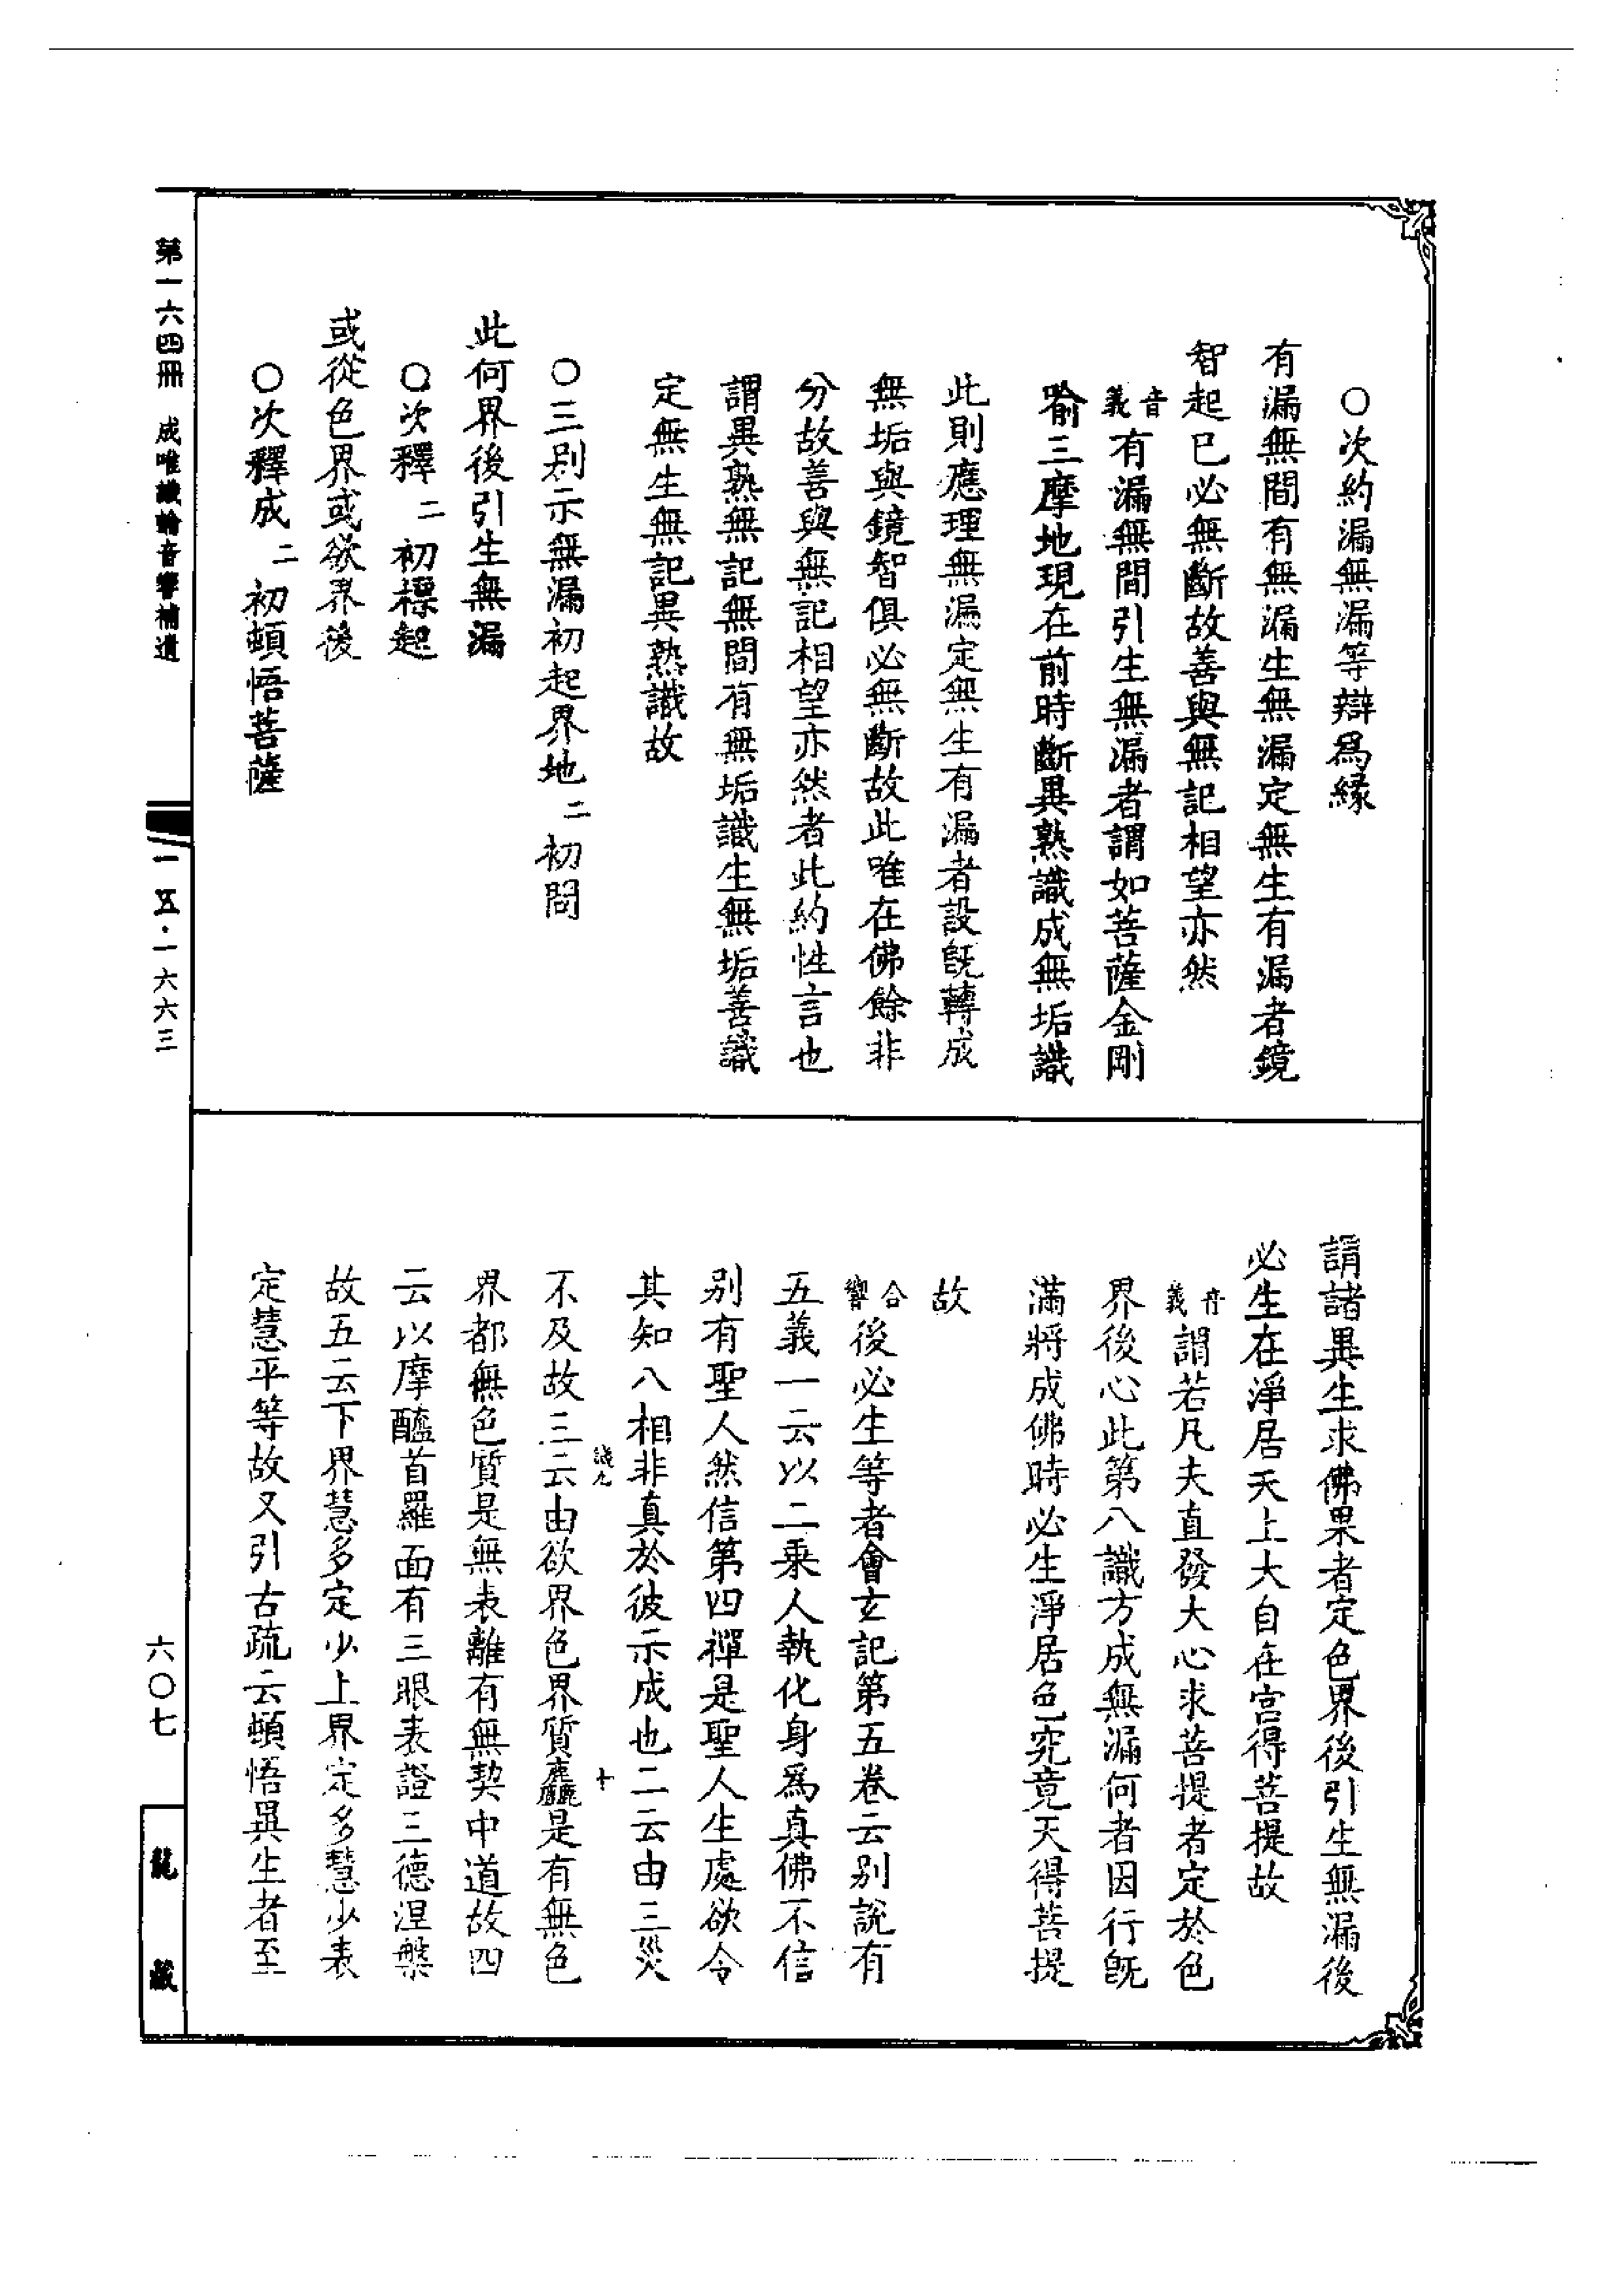 ○次約漏無漏等辯爲緣
有漏無間有無漏生無漏定無生有漏者鏡
智起已必無斷故善與無記相望亦然
音義有漏無間引生無漏者謂如菩薩金剛
喻三摩地現在前時斷異熟識成無垢識
此則應理無漏定無生有漏者設旣轉成
無垢與鏡智俱必無斷故此唯在佛餘非
分故善與無記相望亦然者此約性言也
謂異熟無記無間有無垢識生無垢善識
定無生無記異熟識故
○三別示無漏初起界地二初問
此何界後引生無漏
○次釋二初標起
或從色界或欲界後
○次釋成二初頓悟菩薩
謂諸異生求佛果者定色界後引生無漏後
必生在淨居天上大自在宮得菩提故
音義謂若凡夫直發大心求菩提者定於色
界後心此第八識方成無漏何者因行旣
滿將成佛時必生淨居色究竟天得菩提
故
合響後必生等者會玄記第五卷云別說有
五義一云以二乘人執化身爲真佛不信
別有聖人然信第四禪是聖人生處欲令
其知八相非真於彼示成也二云由三災
不及故三云由欲界色界質麤是有無色
誠九
十
界都無色質是無表離有無契中道故四
云以摩醯首羅面有三眼表證三德涅槃
故五云下界慧多定少上界定多慧少表
定慧平等故又引古疏云頓悟異生者至
第一六四冊 成唯識論音響補遺
一五·一六六三
六〇七
龍藏